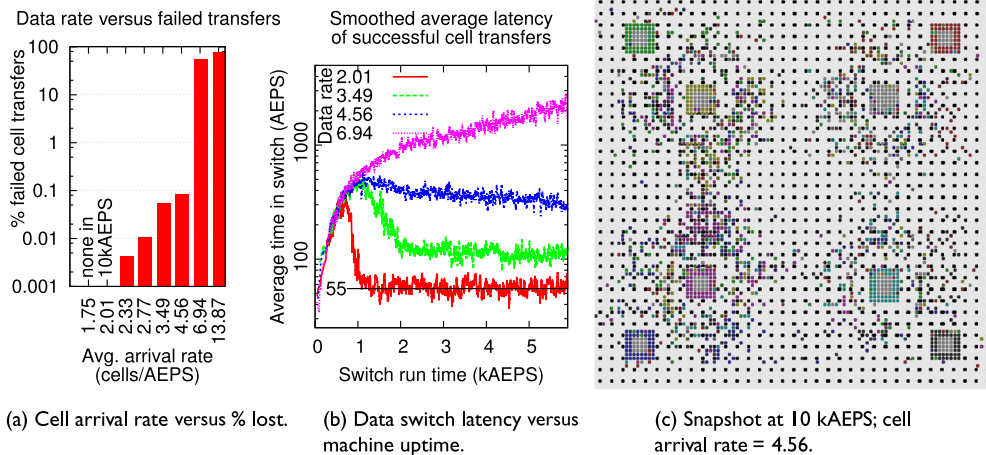 Data rate versus failed transfers
% failed cell transfers
100
10
1
0.1
0.01
0.001
none in
10kAEPS
1.75
2.01
2.33
2.77
3.49
4.56
6.94
13.87
Avg. arrival rate
(cells/AEPS)
(a) Cell arrival rate versus % lost.
Smoothed average latency
of successful cell transfers
Average time in switch (AEPS)
1000
100
Data rate
2.01
3.49
4.56
6.94
55
0 1 2 3 4 5
Switch run time (kAEPS)
(b) Data switch latency versus
machine uptime.
(c) Snapshot at 10 kAEPS; cell
arrival rate = 4.56.